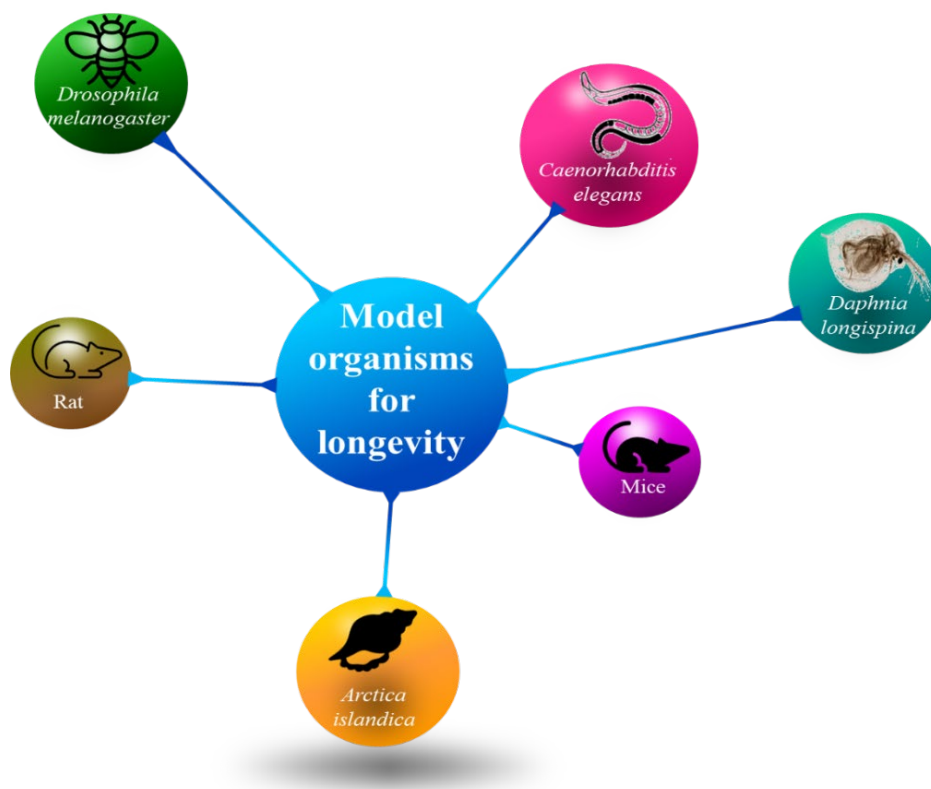 Drosophila
melanogaster
Caenorhabditis
elegans
Daphnia
longispina
Model
organisms
for
longevity
Rat
Mice
Arctica
islandica